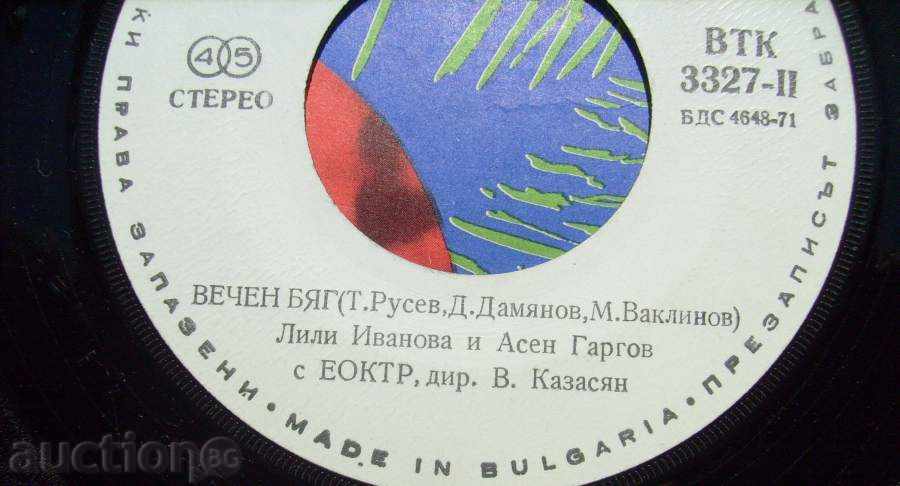 45
СТЕРЕО
ВТК
3327-II
БДС 4648-71
ВЕЧЕН БЯГ(Т.Русев,Д.Дамянов,М.Ваклинов)
Лили Иванова и Асен Гаргов
с ЕОКТР, дир. В. Казасян
ПРАВА ЗАПАЗЕНИ • MADE IN BULGARIA • ПРЕЗАПИСЪТ ЗАБРА
auction BG